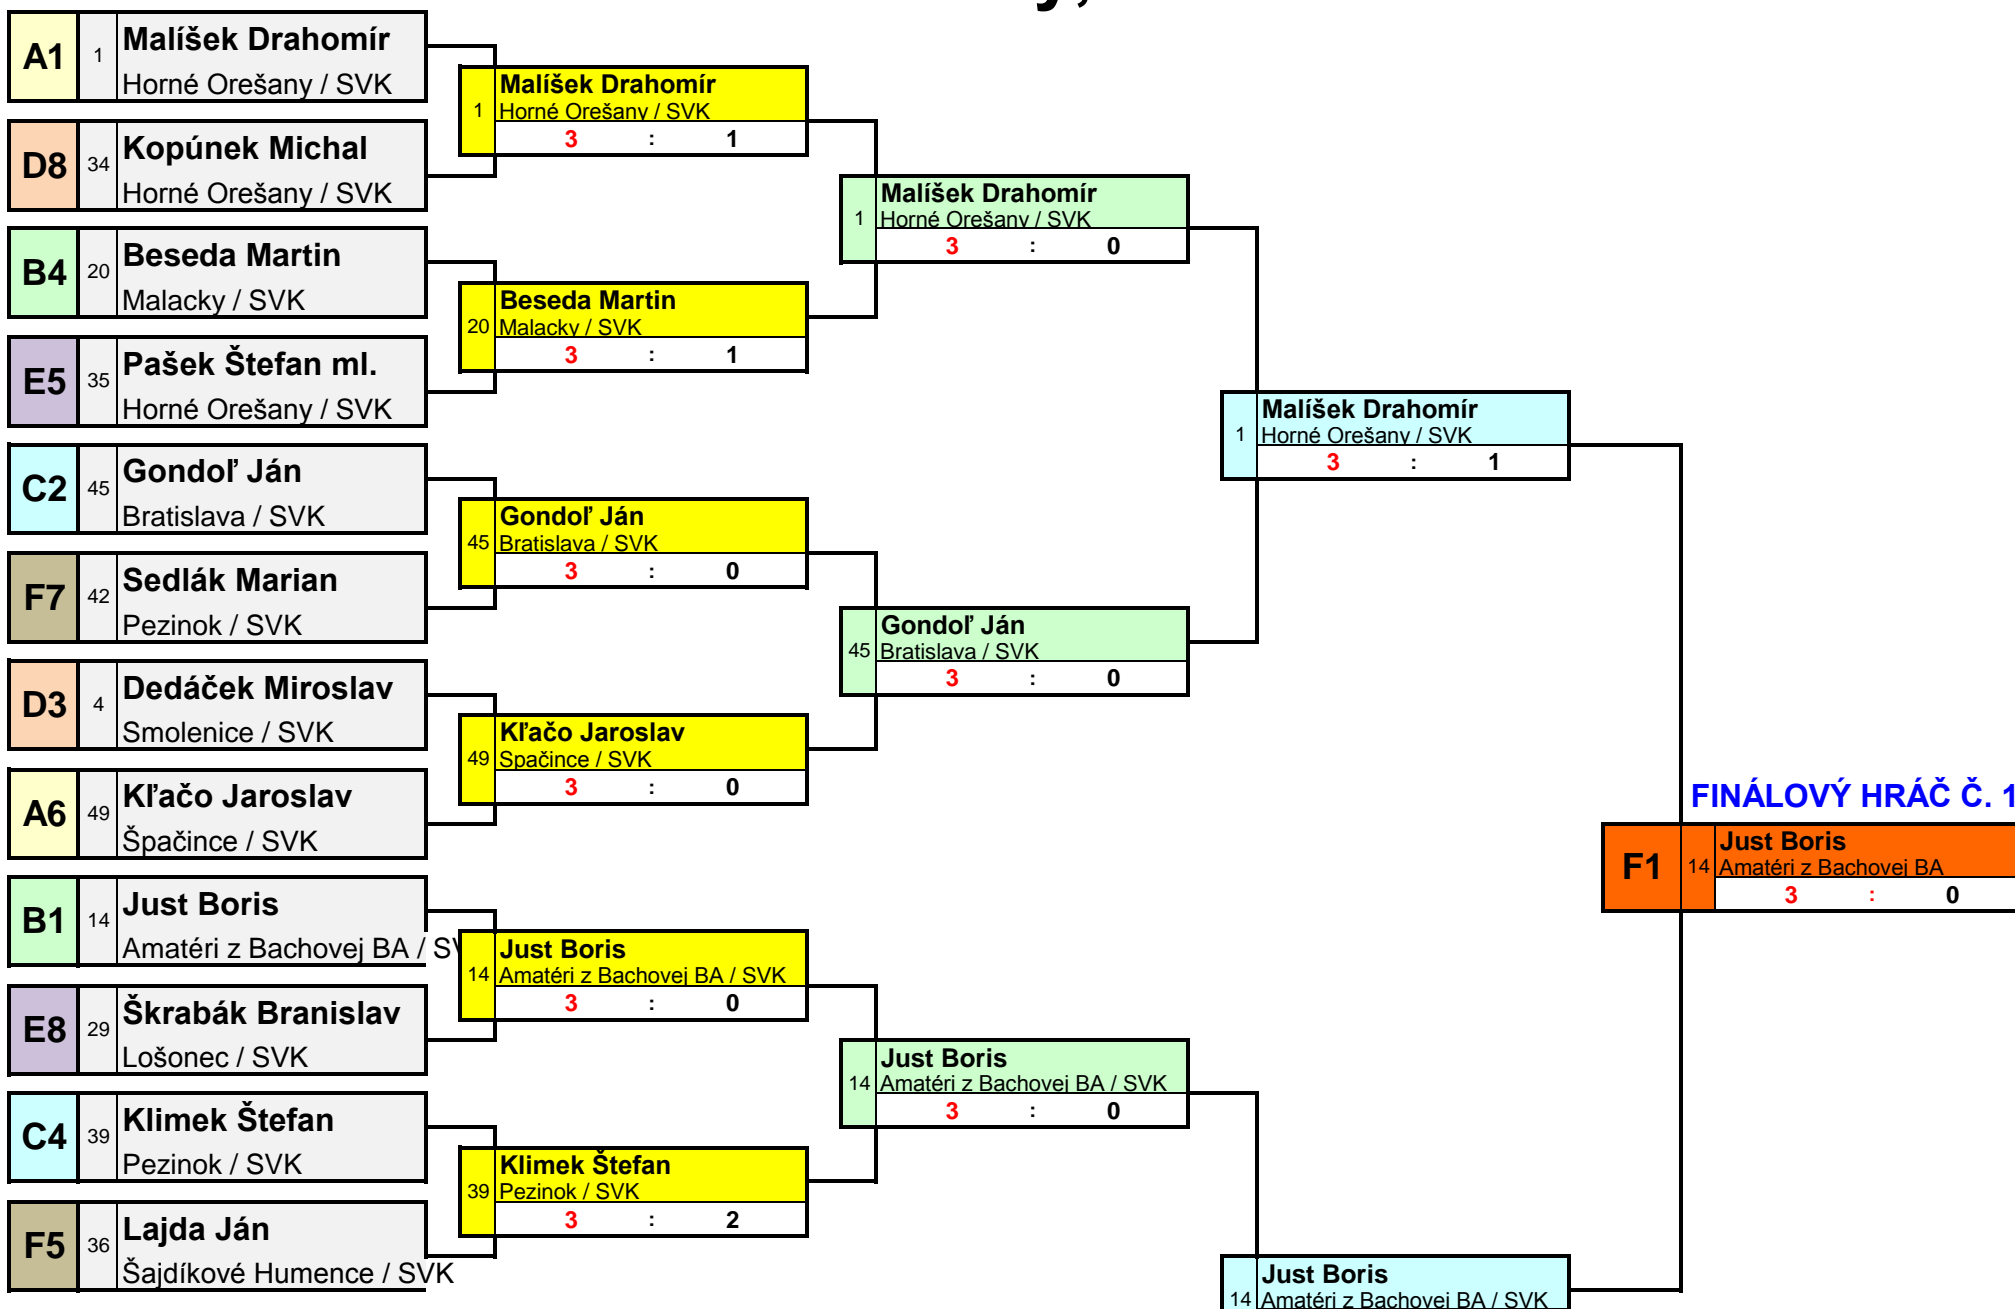 A1 1 Malíšek Drahomír
Horné Orešany / SVK
D8 34 Kopúnek Michal
Horné Orešany / SVK
B4 20 Beseda Martin
Malacky / SVK
E5 35 Pašek Štefan ml.
Horné Orešany / SVK
C2 45 Gondoľ Ján
Bratislava / SVK
F7 42 Sedlák Marian
Pezinok / SVK
D3 4 Dedáček Miroslav
Smolenice / SVK
A6 49 Kľačo Jaroslav
Špačince / SVK
B1 14 Just Boris
Amatéri z Bachovej BA / SV
E8 29 Škrabák Branislav
Lošonec / SVK
C4 39 Klimek Štefan
Pezinok / SVK
F5 36 Lajda Ján
Šajdíkové Humence / SVK
1 Malíšek Drahomír
Horné Orešany / SVK
3 : 1
20 Beseda Martin
Malacky / SVK
3 : 1
45 Gondoľ Ján
Bratislava / SVK
3 : 0
49 Kľačo Jaroslav
Špačince / SVK
3 : 0
14 Just Boris
Amatéri z Bachovej BA / SVK
3 : 0
39 Klimek Štefan
Pezinok / SVK
3 : 2
1 Malíšek Drahomír
Horné Orešany / SVK
3 : 0
45 Gondoľ Ján
Bratislava / SVK
3 : 0
14 Just Boris
Amatéri z Bachovej BA / SVK
3 : 0
1 Malíšek Drahomír
Horné Orešany / SVK
3 : 1
14 Just Boris
Amatéri z Bachovej BA / SVK
FINÁLOVÝ HRÁČ Č. 1
F1 14 Just Boris
Amatéri z Bachovej BA
3 : 0